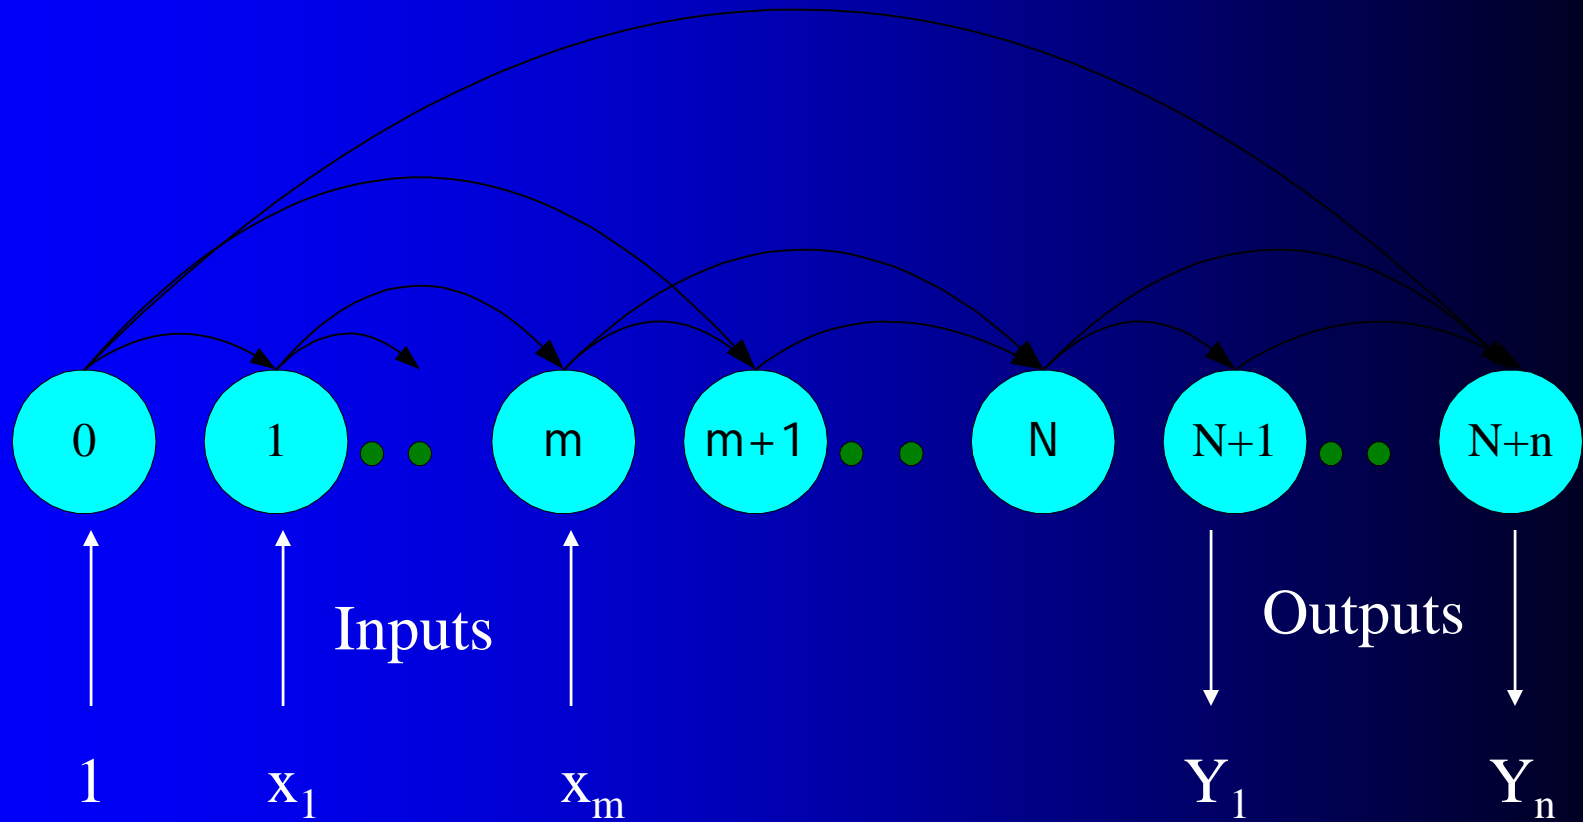 0 1 m m+1 N N+1 N+n
Inputs Outputs
1 x₁ xₘ Y₁ Yₙ